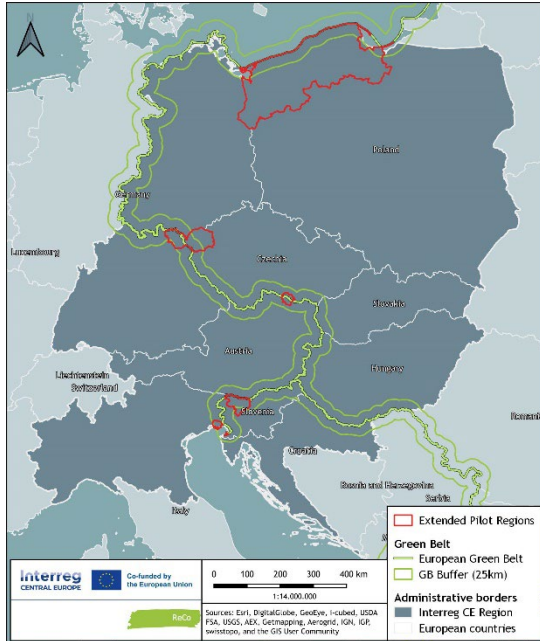 Poland
Germany
Luxembourg
Czechia
Slovakia
Austria
Liechtenstein
Switzerland
Hungary
Slovenia
Croatia
Bosnia and Herzegovina
Serbia
Italy
Extended Pilot Regions
Green Belt
European Green Belt
GB Buffer (25km)
Administrative borders
Interreg CE Region
European countries
Interreg
CENTRAL EUROPE
Co-funded by
the European Union
ReCo
0 100 200 300 400 km
1:14.000.000
Sources: Esri, DigitalGlobe, GeoEye, i-cubed, USDA
FSA, USGS, AEX, Getmapping, Aerogrid, IGN, IGP,
swisstopo, and the GIS User Community